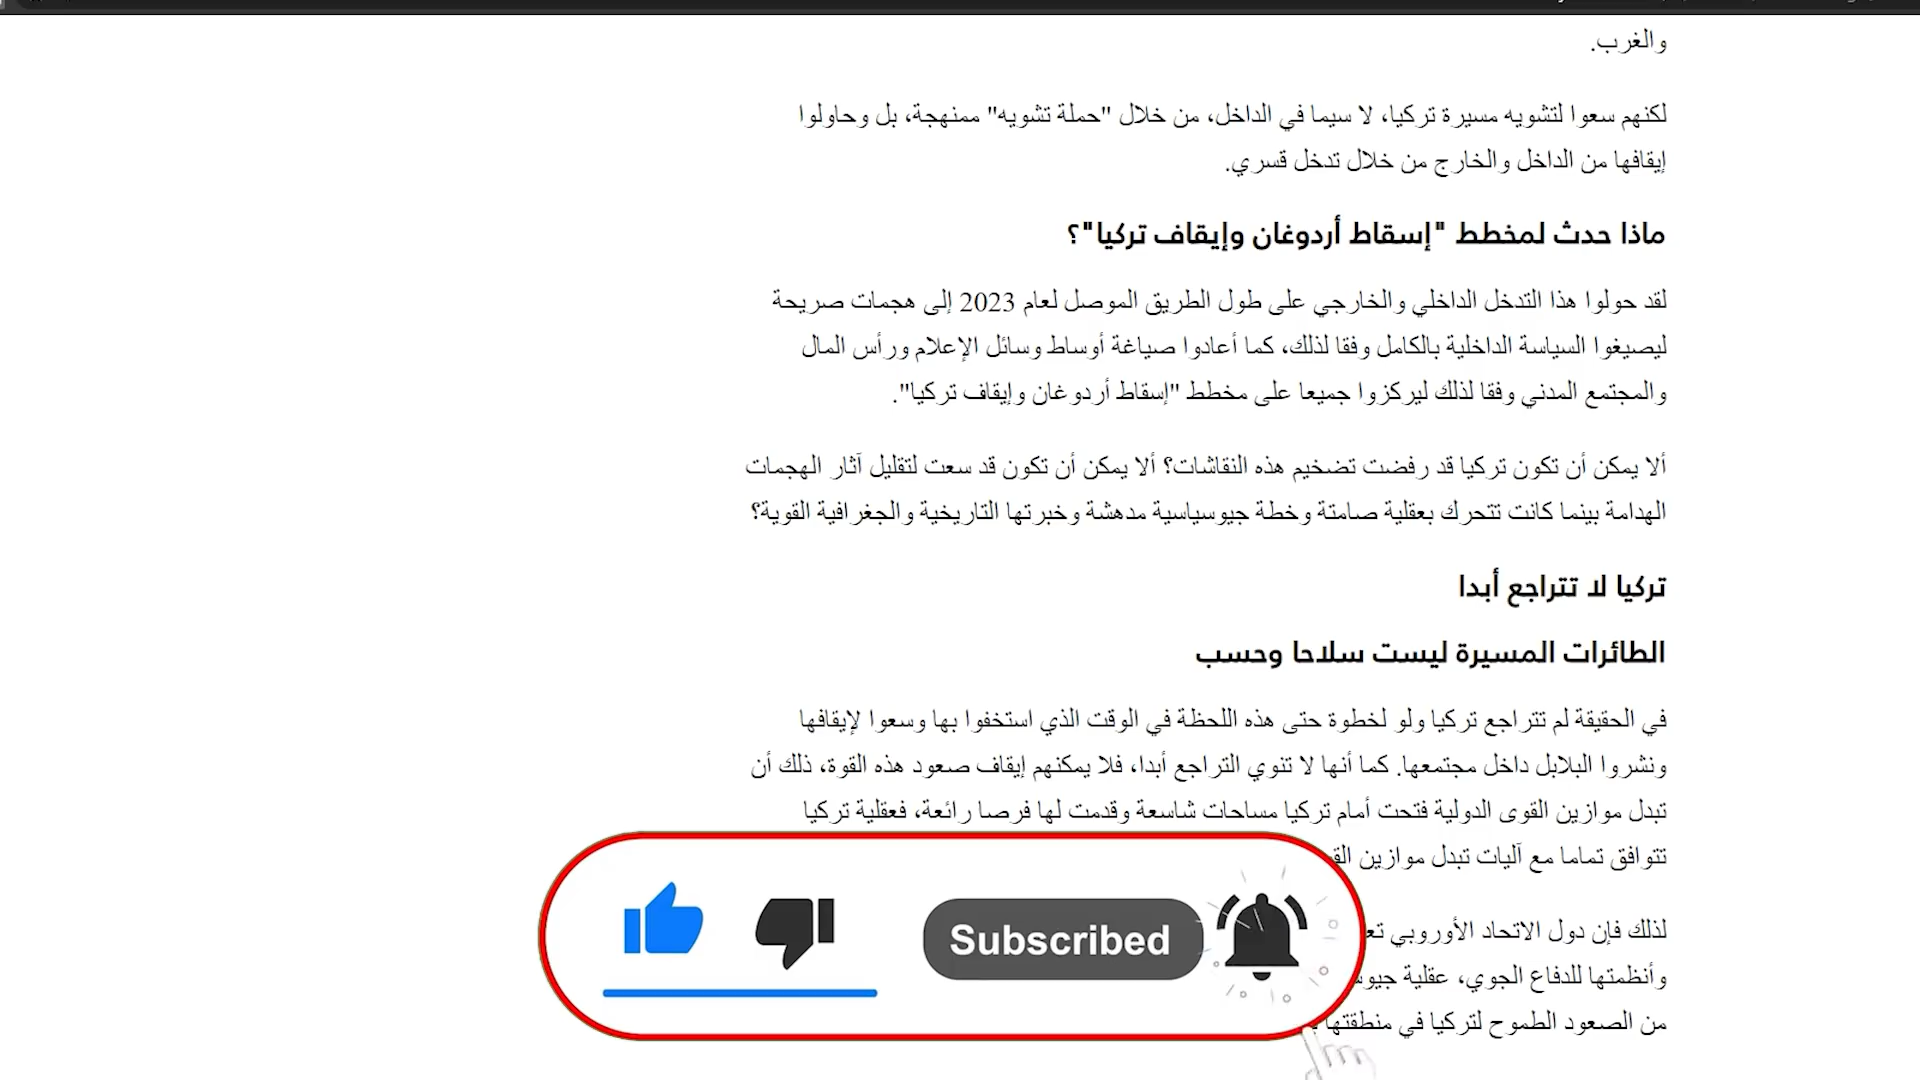 والغرب.
لكنهم سعوا لتشويه مسيرة تركيا، لا سيما في الداخل، من خلال "حملة تشويه" ممنهجة، بل وحاولوا
إيقافها من الداخل والخارج من خلال تدخل قسري.
ماذا حدث لمخطط "إسقاط أردوغان وإيقاف تركيا"؟
لقد حولوا هذا التدخل الداخلي والخارجي على طول الطريق الموصل لعام 2023 إلى هجمات صريحة
ليصيغوا السياسة الداخلية بالكامل وفقا لذلك، كما أعادوا صياغة أوساط وسائل الإعلام ورأس المال
والمجتمع المدني وفقا لذلك ليركزوا جميعا على مخطط "إسقاط أردوغان وإيقاف تركيا".
ألا يمكن أن تكون تركيا قد رفضت تضخيم هذه النقاشات؟ ألا يمكن أن تكون قد سعت لتقليل آثار الهجمات
الهدامة بينما كانت تتحرك بعقلية صامتة وخطة جيوسياسية مدهشة وخبرتها التاريخية والجغرافية القوية؟
تركيا لا تتراجع أبدا
الطائرات المسيرة ليست سلاحا وحسب
في الحقيقة لم تتراجع تركيا ولو لخطوة حتى هذه اللحظة في الوقت الذي استخفوا بها وسعوا لإيقافها
ونشروا البلابل داخل مجتمعها. كما أنها لا تنوي التراجع أبدا، فلا يمكنهم إيقاف صعود هذه القوة، ذلك أن
تبدل موازين القوى الدولية فتحت أمام تركيا مساحات شاسعة وقدمت لها فرصا رائعة، فعقلية تركيا
تتوافق تماما مع آليات تبدل موازين
لذلك فإن دول الاتحاد الأوروبي
وأنظمتها للدفاع الجوي، عقلية
من الصعود الطموح لتركيا في منطقتها
Subscribed